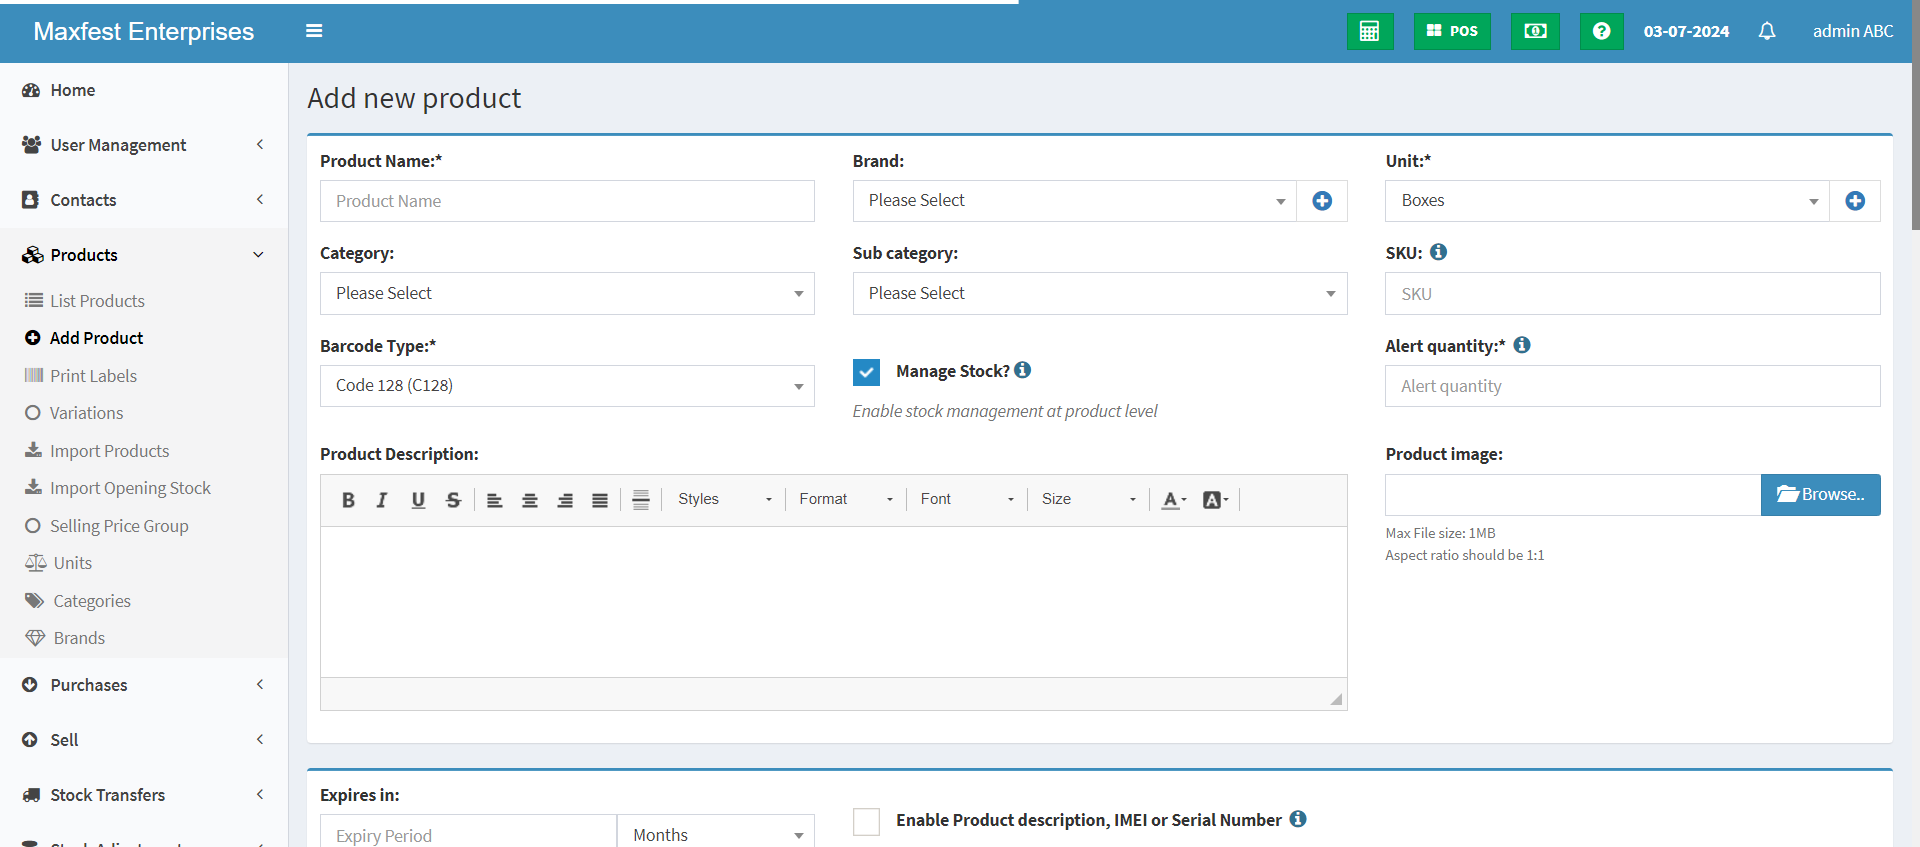 Maxfest Enterprises
POS
03-07-2024
admin ABC
Home
User Management
Contacts
Products
List Products
Add Product
Print Labels
Variations
Import Products
Import Opening Stock
Selling Price Group
Units
Categories
Brands
Purchases
Sell
Stock Transfers
Add new product
Product Name:*
Product Name
Brand:
Please Select
Unit:*
Boxes
Category:
Please Select
Sub category:
Please Select
SKU:
SKU
Barcode Type:*
Code 128 (C128)
Manage Stock?
Enable stock management at product level
Alert quantity:*
Alert quantity
Product Description:
B I U S Styles Format Font Size A A
Product image:
Browse..
Max File size: 1MB
Aspect ratio should be 1:1
Expires in:
Expiry Period
Months
Enable Product description, IMEI or Serial Number